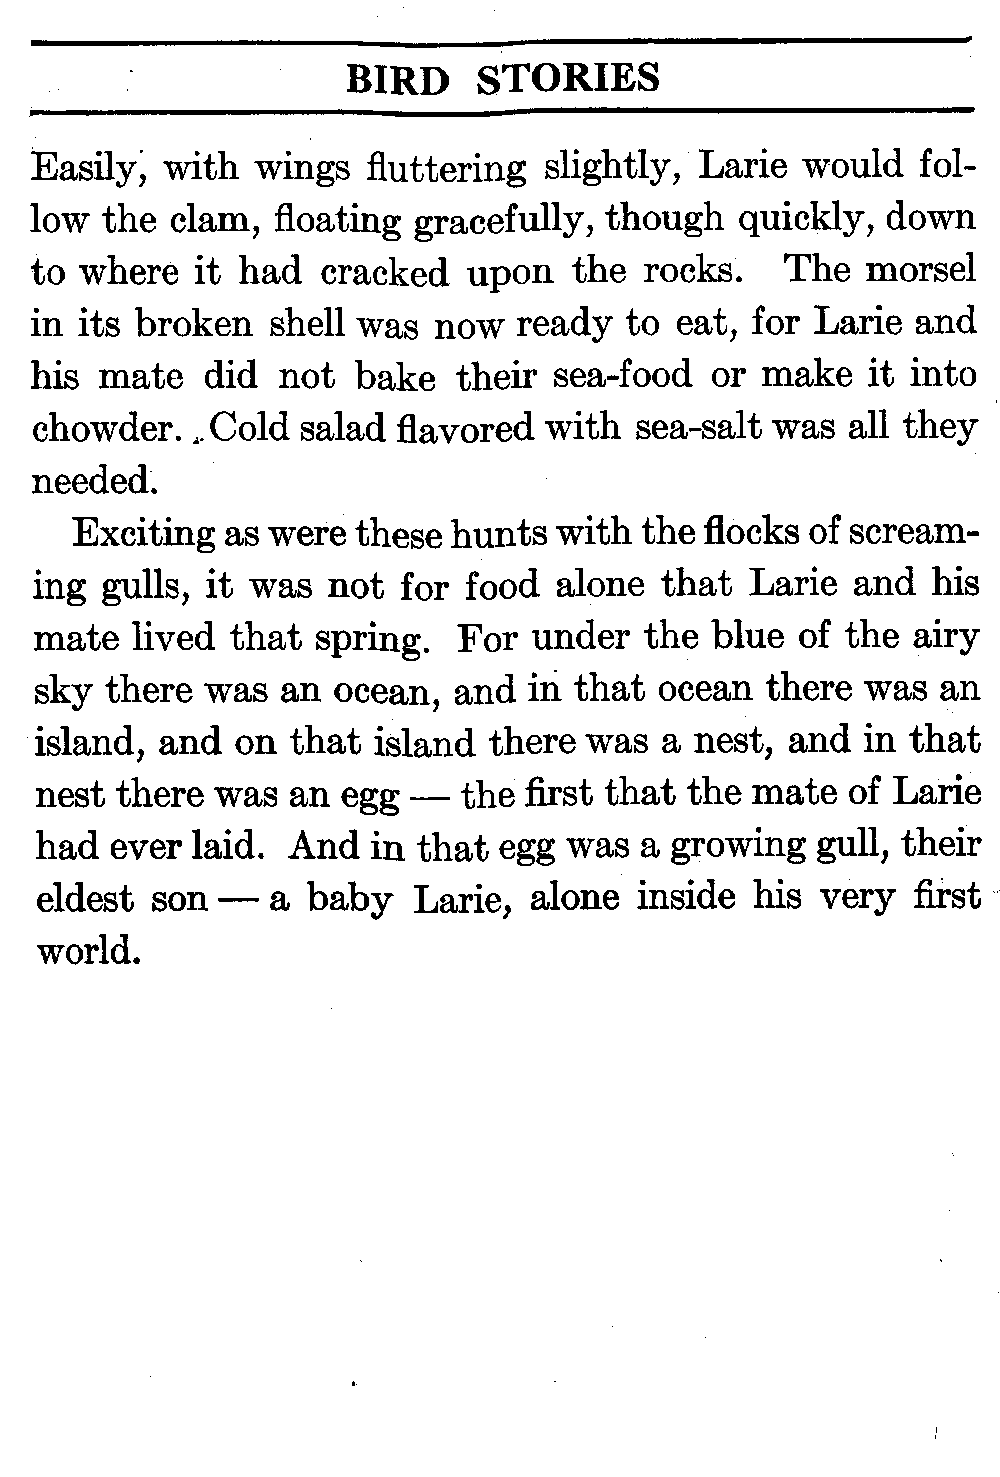 BIRD STORIES
Easily, with wings fluttering slightly, Larie would fol-
low the clam, floating gracefully, though quickly, down
to where it had cracked upon the rocks. The morsel
in its broken shell was now ready to eat, for Larie and
his mate did not bake their sea-food or make it into
chowder. Cold salad flavored with sea-salt was all they
needed.
Exciting as were these hunts with the flocks of scream-
ing gulls, it was not for food alone that Larie and his
mate lived that spring. For under the blue of the airy
sky there was an ocean, and in that ocean there was an
island, and on that island there was a nest, and in that
nest there was an egg — the first that the mate of Larie
had ever laid. And in that egg was a growing gull, their
eldest son — a baby Larie, alone inside his very first
world.